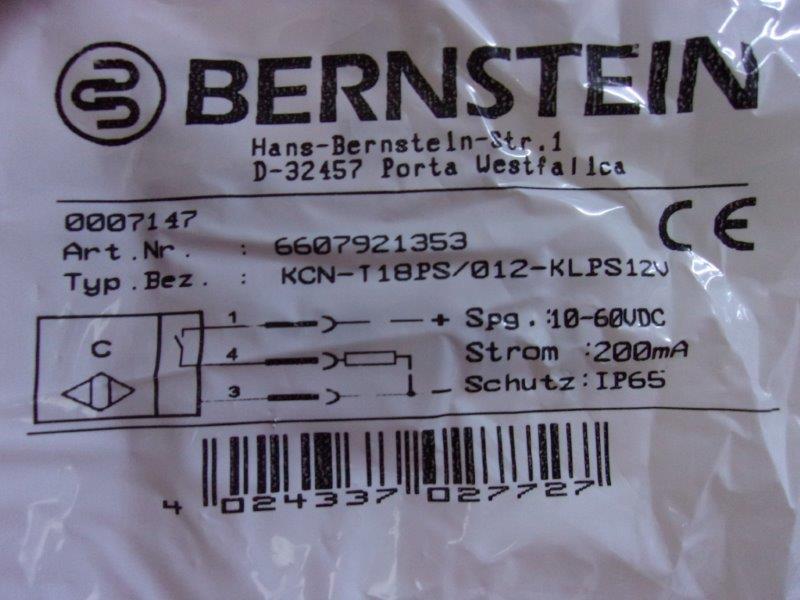 BERNSTEIN
Hans-Bernstein-Str.1
D-32457 Porta Westfalica
CE
0007147
Art.Nr. : 6607921353
Typ.Bez. : KCN-T18PS/012-KLPS12V
C
1 + Spg.:10-60VDC
4 Strom :200mA
3 - Schutz:IP65
4 024337 027727